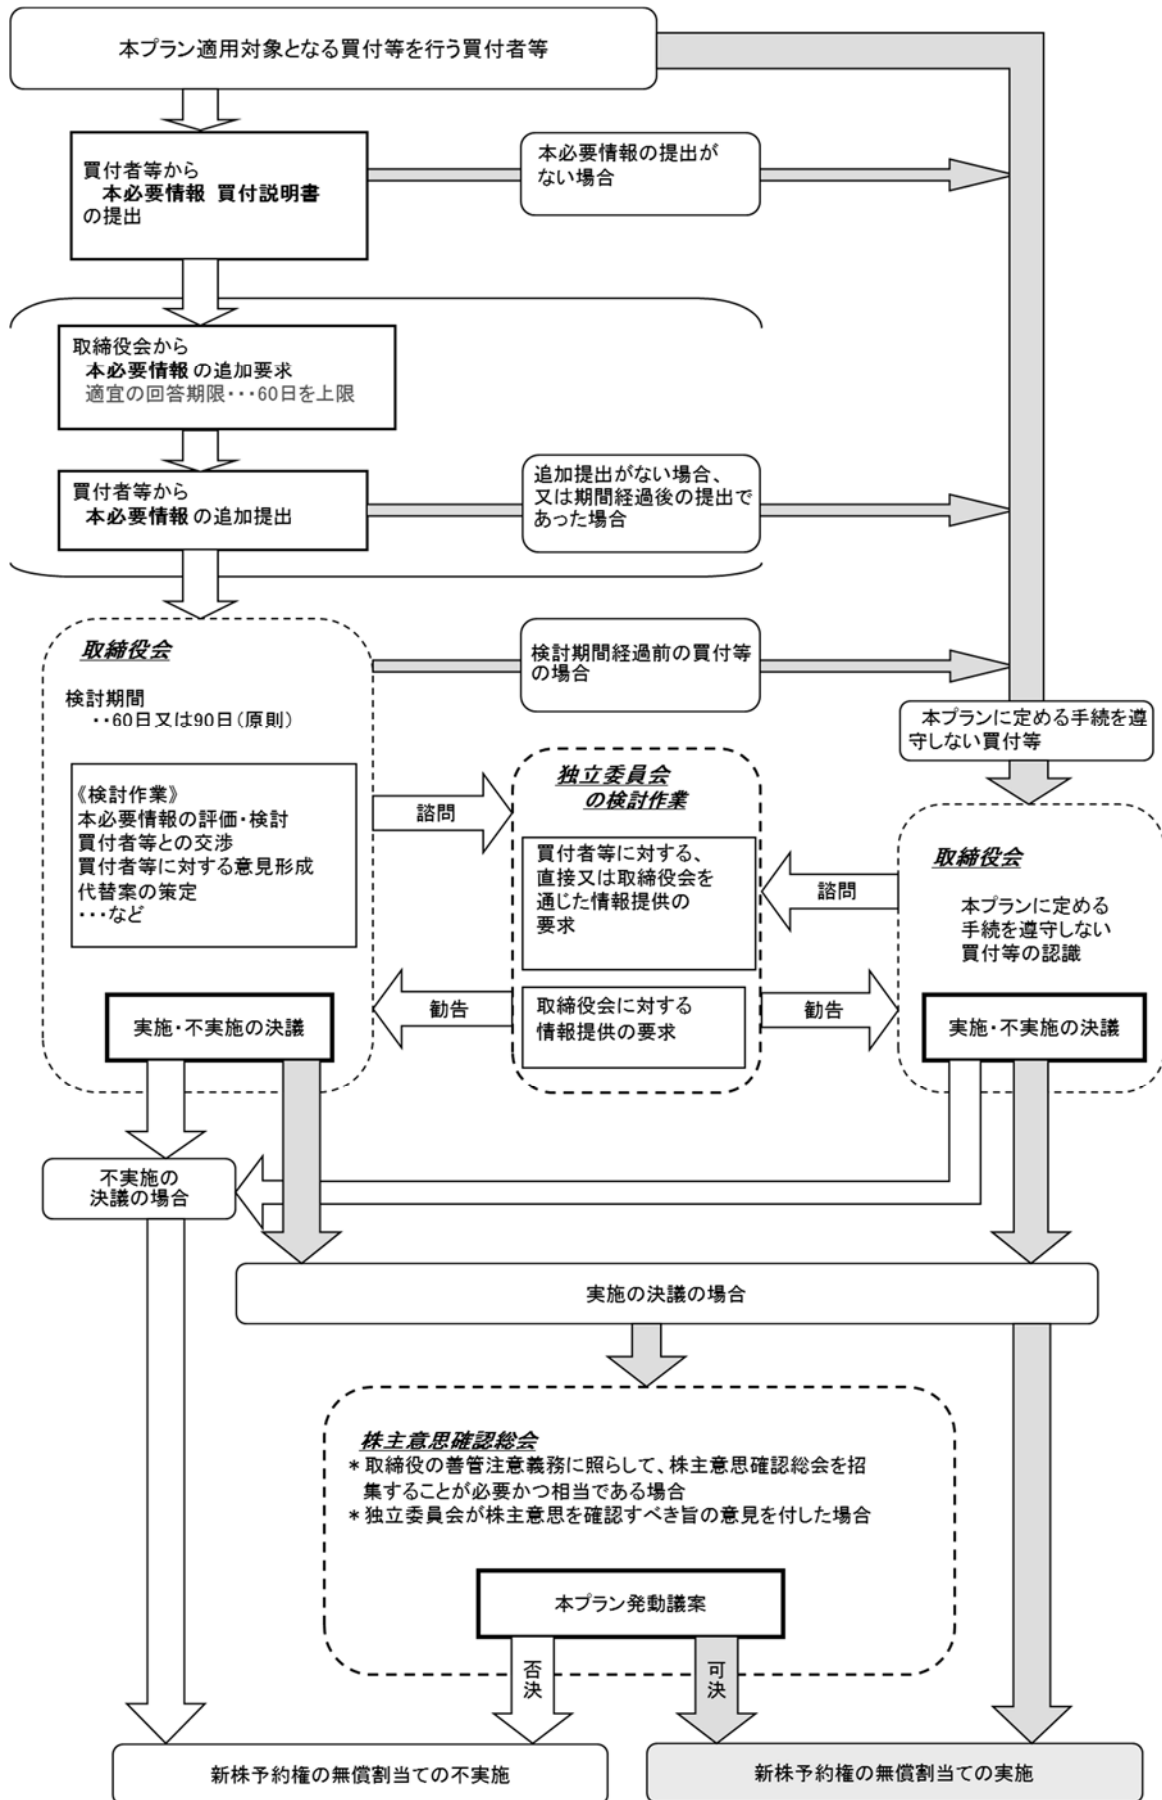 本プラン適用対象となる買付等を行う買付者等
買付者等から
本必要情報 買付説明書
の提出
本必要情報の提出が
ない場合
取締役会から
本必要情報 の追加要求
適宜の回答期限・・・60日を上限
買付者等から
本必要情報 の追加提出
追加提出がない場合、
又は期間経過後の提出で
あった場合
取締役会
検討期間
・・60日又は90日(原則)
検討期間経過前の買付等
の場合
本プランに定める手続を遵
守しない買付等
《検討作業》
本必要情報の評価・検討
買付者等との交渉
買付者等に対する意見形成
代替案の策定
・・・など
諮問
独立委員会
の検討作業
買付者等に対する、
直接又は取締役会を
通じた情報提供の
要求
諮問
取締役会
本プランに定める
手続を遵守しない
買付等の認識
勧告
取締役会に対する
情報提供の要求
勧告
実施・不実施の決議
実施・不実施の決議
不実施の
決議の場合
実施の決議の場合
株主意思確認総会
*取締役の善管注意義務に照らして、株主意思確認総会を招
集することが必要かつ相当である場合
*独立委員会が株主意思を確認すべき旨の意見を付した場合
本プラン発動議案
否決
可決
新株予約権の無償割当ての不実施
新株予約権の無償割当ての実施